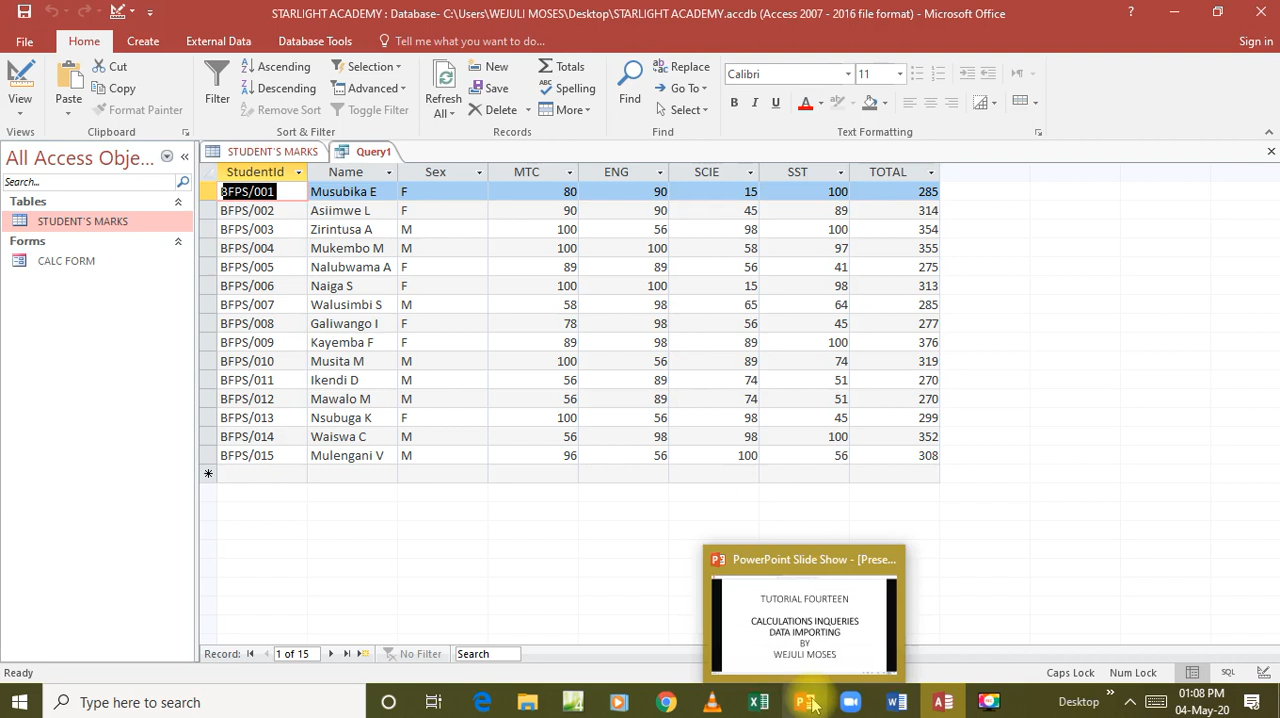 STARLIGHT ACADEMY : Database- C:\Users\WEJULI MOSES\Desktop\STARLIGHT ACADEMY.accdb (Access 2007 - 2016 file format) - Microsoft Office
File Home Create External Data Database Tools Tell me what you want to do... Sign in
View Paste Cut Copy Format Painter Filter Ascending Descending Remove Sort Selection Advanced Toggle Filter Refresh All New Save Delete Totals Spelling More Find Replace Go To Select Calibri 11
B I U A
Views Clipboard Sort & Filter Records Find Text Formatting
All Access Obje...
Search...
Tables
STUDENT`S MARKS
Forms
CALC FORM
STUDENT`S MARKS Query1
StudentId Name Sex MTC ENG SCIE SST TOTAL
BFPS/001 Musubika E F 80 90 15 100 285
BFPS/002 Asiimwe L F 90 90 45 89 314
BFPS/003 Zirintusa A M 100 56 98 100 354
BFPS/004 Mukembo M M 100 100 58 97 355
BFPS/005 Nalubwama A F 89 89 56 41 275
BFPS/006 Naiga S F 100 100 15 98 313
BFPS/007 Walusimbi S M 58 98 65 64 285
BFPS/008 Galiwango I F 78 98 56 45 277
BFPS/009 Kayemba F F 89 98 89 100 376
BFPS/010 Musita M M 100 56 89 74 319
BFPS/011 Ikendi D M 56 89 74 51 270
BFPS/012 Mawalo M M 56 89 74 51 270
BFPS/013 Nsubuga K F 100 56 98 45 299
BFPS/014 Waiswa C M 56 98 98 100 352
BFPS/015 Mulengani V M 96 56 100 56 308
PowerPoint Slide Show - [Prese...
TUTORIAL FOURTEEN
CALCULATIONS INQUERIES
DATA IMPORTING
BY
WEJULI MOSES
Record: 1 of 15 No Filter Search
Ready Caps Lock Num Lock SQL
Type here to search Desktop 01:08 PM
04-May-20